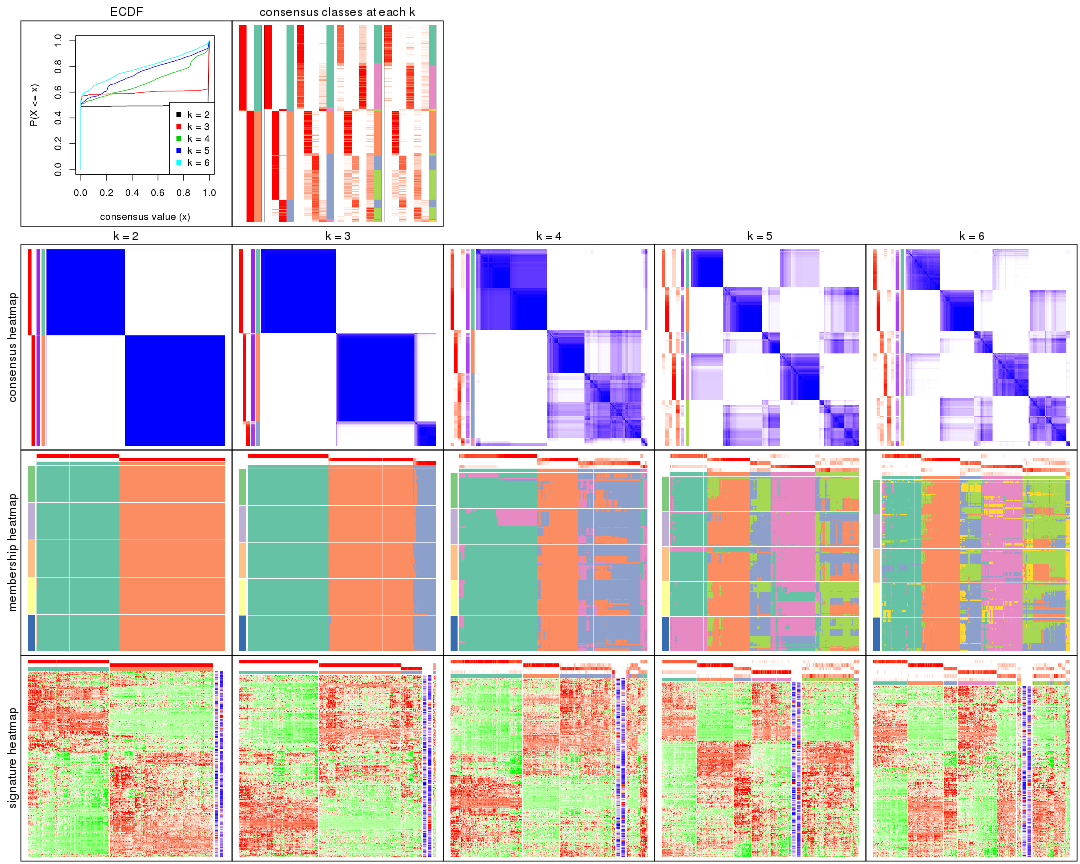 ECDF
consensus classes at each k
P(X <= x)
0.0
0.2
0.4
0.6
0.8
1.0
k = 2
k = 3
k = 4
k = 5
k = 6
0.0 0.2 0.4 0.6 0.8 1.0
consensus value (x)
k = 2
k = 3
k = 4
k = 5
k = 6
consensus heatmap
membership heatmap
signature heatmap